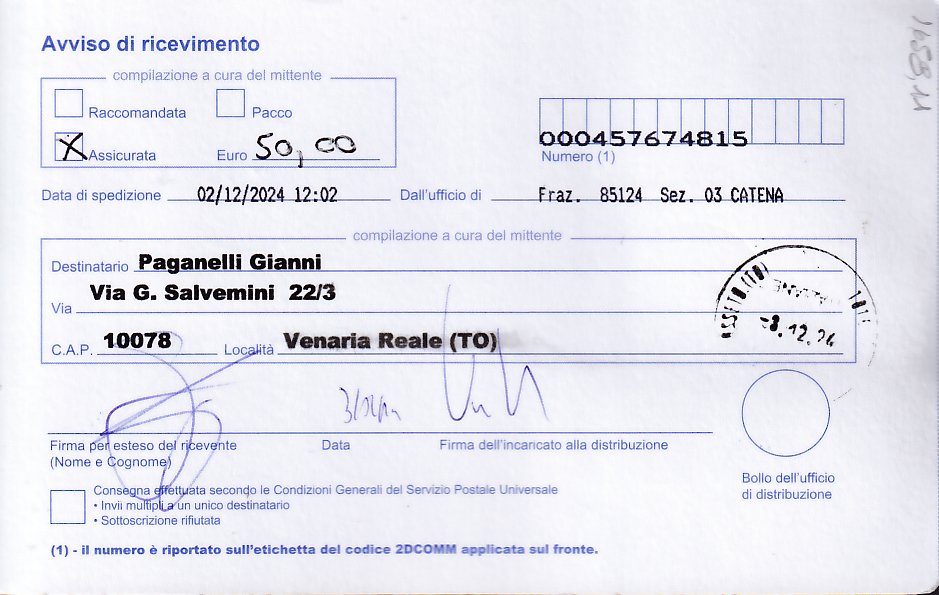 Avviso di ricevimento
compilazione a cura del mittente
Raccomandata Pacco
X Assicurata Euro 50,00
000457674815
Numero (1)
Data di spedizione 02/12/2024 12:02 Dall'ufficio di Fraz. 85124 Sez. 03 CATENA
compilazione a cura del mittente
Destinatario Paganelli Gianni
Via Via G. Salvemini 22/3
C.A.P. 10078 Località Venaria Reale (TO)
(TO)
12.24
Firma per esteso del ricevente Data Firma dell'incaricato alla distribuzione
(Nome e Cognome)
Bollo dell'ufficio
di distribuzione
Consegna effettuata secondo le Condizioni Generali del Servizio Postale Universale
• Invii multipli a un unico destinatario
• Sottoscrizione rifiutata
(1) - il numero è riportato sull'etichetta del codice 2DCOMM applicata sul fronte.